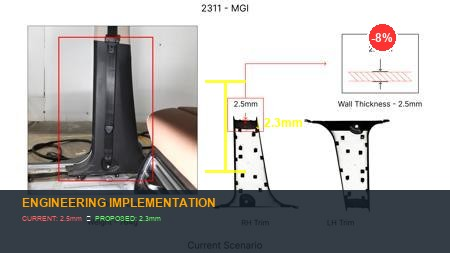 2311 - MGI
-8%
2.5mm
Wall Thickness - 2.5mm
2.3mm
ENGINEERING IMPLEMENTATION
CURRENT: 2.5mm PROPOSED: 2.3mm
RH Trim
LH Trim
Current Scenario